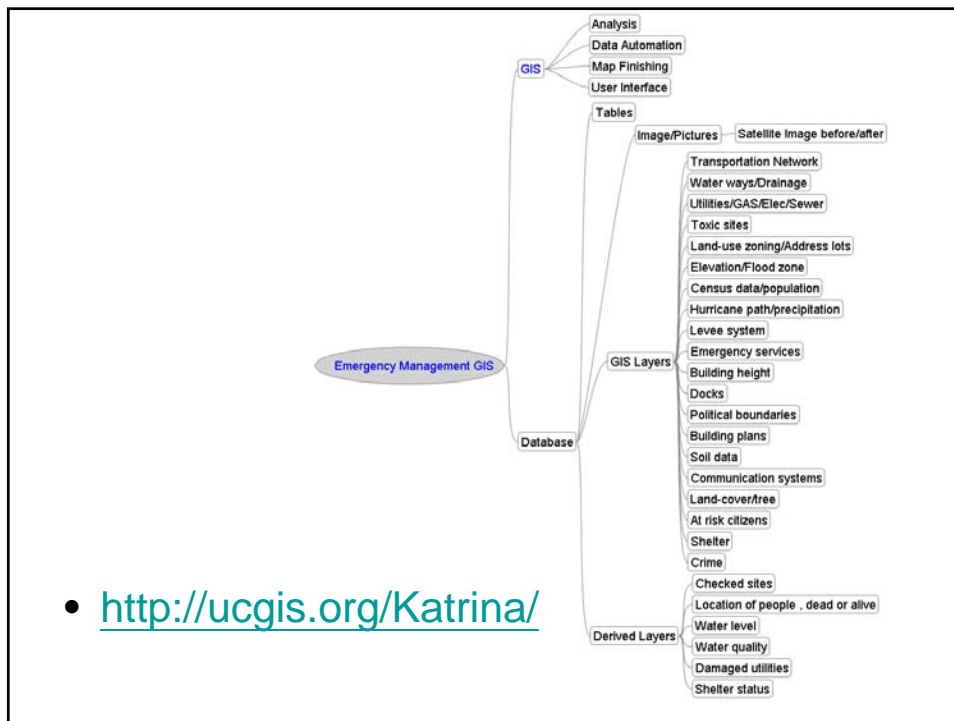 Analysis
Data Automation
GIS
Map Finishing
User Interface
Tables
Image/Pictures
Satellite Image before/after
Transportation Network
Water ways/Drainage
Utilities/GAS/Elec/Sewer
Toxic sites
Land-use zoning/Address lots
Elevation/Flood zone
Census data/population
Hurricane path/precipitation
Levee system
Emergency services
GIS Layers
Emergency Management GIS
Building height
Docks
Political boundaries
Building plans
Database
Soil data
Communication systems
Land-cover/tree
At risk citizens
Shelter
Crime
Checked sites
• http://ucgis.org/Katrina/
Location of people , dead or alive
Water level
Derived Layers
Water quality
Damaged utilities
Shelter status